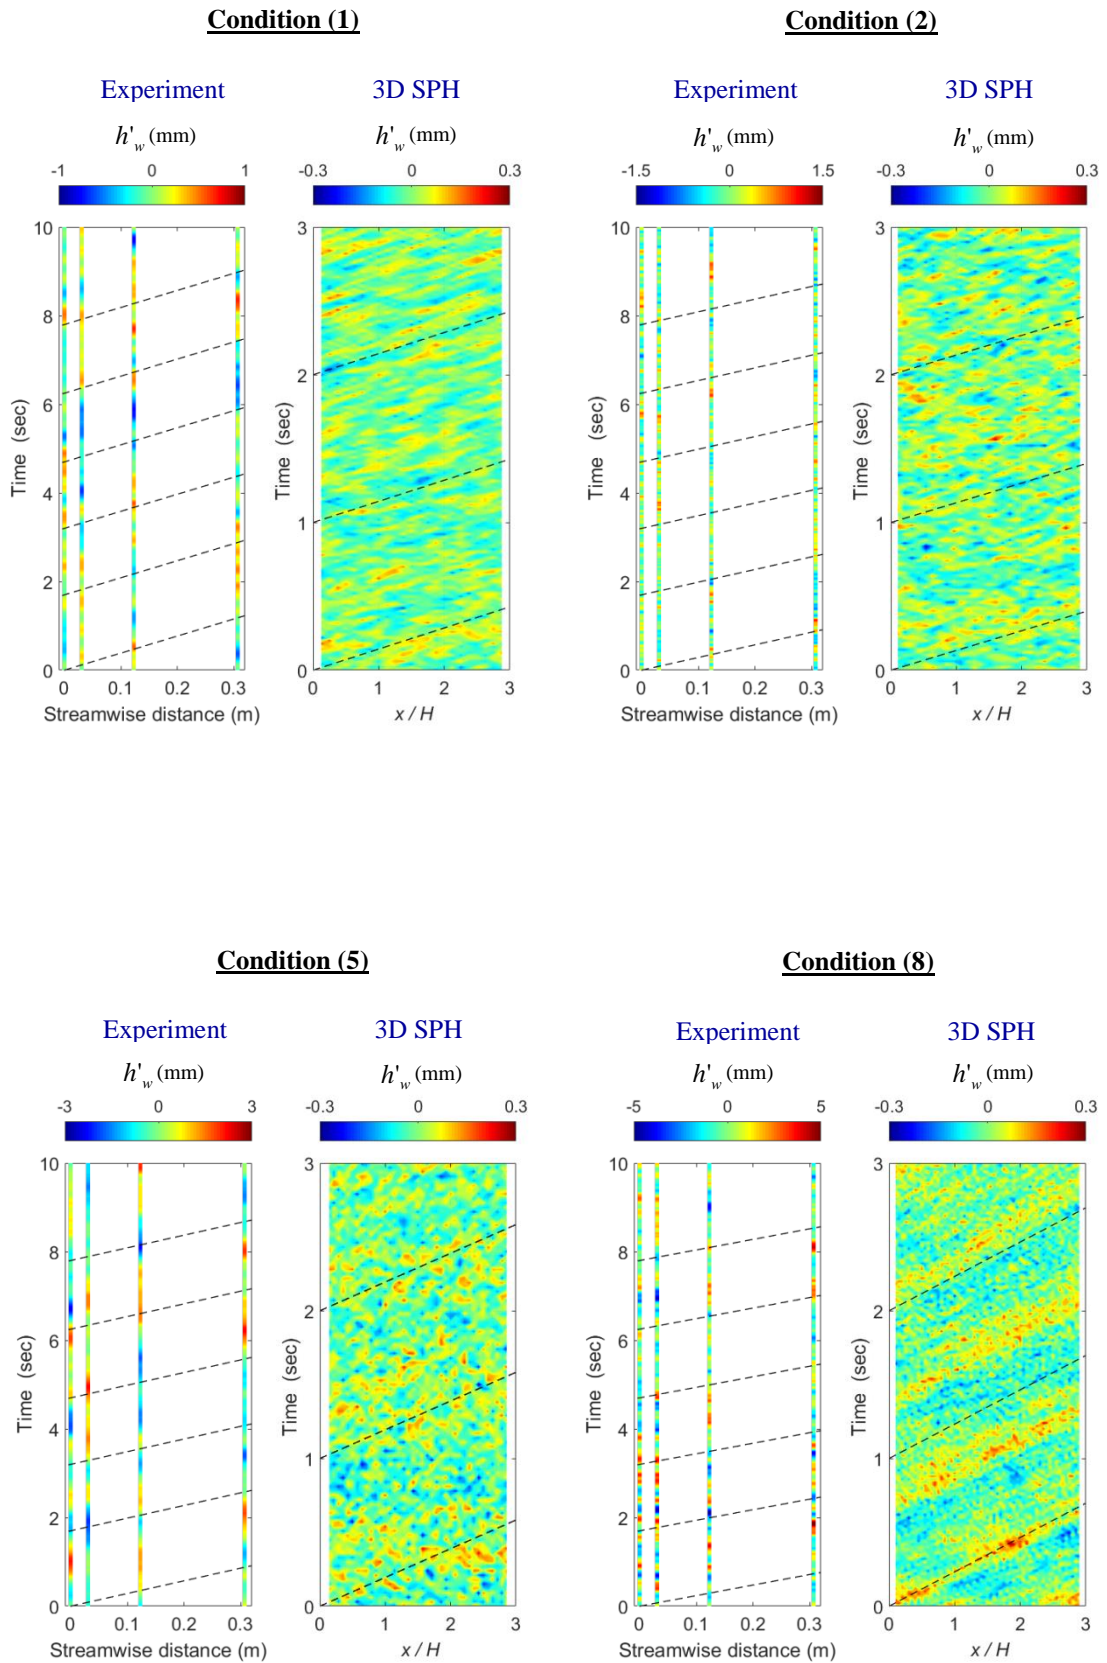 Condition (1)
Condition (2)
Experiment
3D SPH
Experiment
3D SPH
h'w (mm)
h'w (mm)
h'w (mm)
h'w (mm)
-1 0 1
-0.3 0 0.3
-1.5 0 1.5
-0.3 0 0.3
10
8
6
4
2
0
Time (sec)
0 0.1 0.2 0.3
Streamwise distance (m)
3
2
1
0
Time (sec)
0 1 2 3
x / H
10
8
6
4
2
0
Time (sec)
0 0.1 0.2 0.3
Streamwise distance (m)
3
2
1
0
Time (sec)
0 1 2 3
x / H
Condition (5)
Condition (8)
Experiment
3D SPH
Experiment
3D SPH
h'w (mm)
h'w (mm)
h'w (mm)
h'w (mm)
-3 0 3
-0.3 0 0.3
-5 0 5
-0.3 0 0.3
10
8
6
4
2
0
Time (sec)
0 0.1 0.2 0.3
Streamwise distance (m)
3
2
1
0
Time (sec)
0 1 2 3
x / H
10
8
6
4
2
0
Time (sec)
0 0.1 0.2 0.3
Streamwise distance (m)
3
2
1
0
Time (sec)
0 1 2 3
x / H